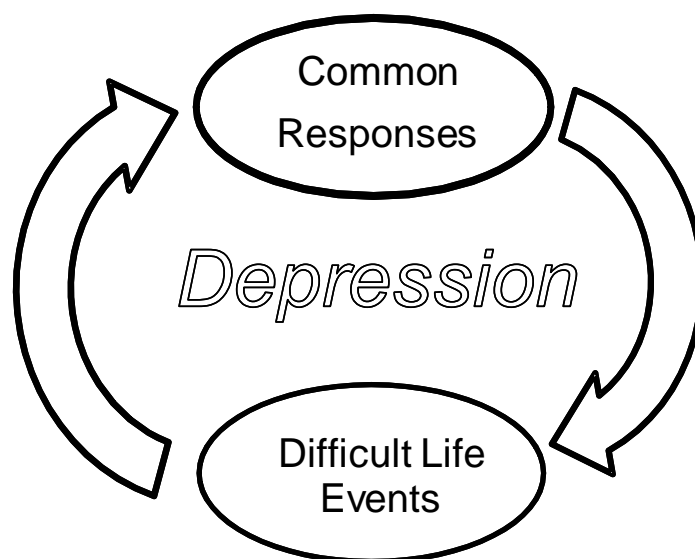 Common
Responses
Depression
Difficult Life
Events